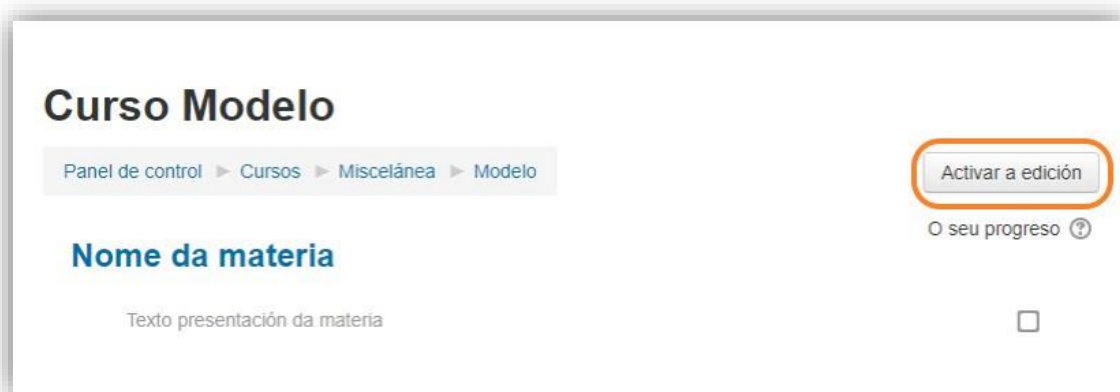 Curso Modelo
Panel de control ► Cursos ► Miscelánea ► Modelo
Activar a edición
O seu progreso
Nome da materia
Texto presentación da materia